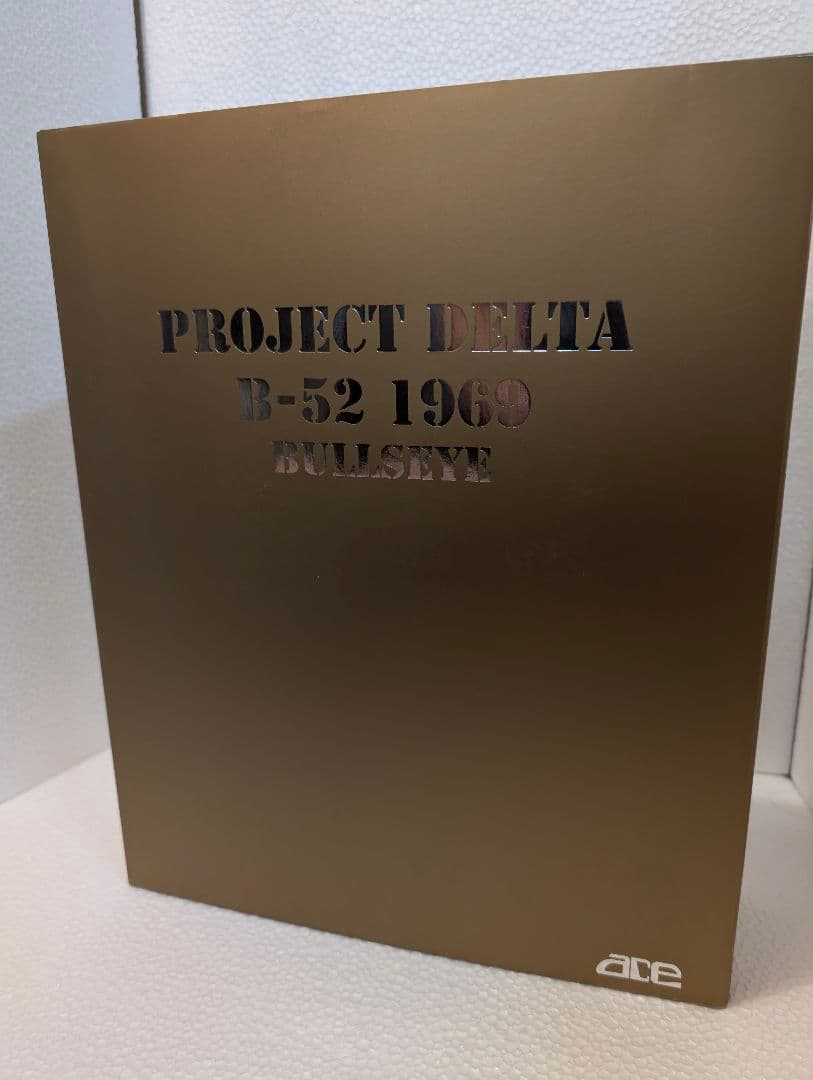 PROJECT DELTA
B-52 1969
BULLSEYE
ace